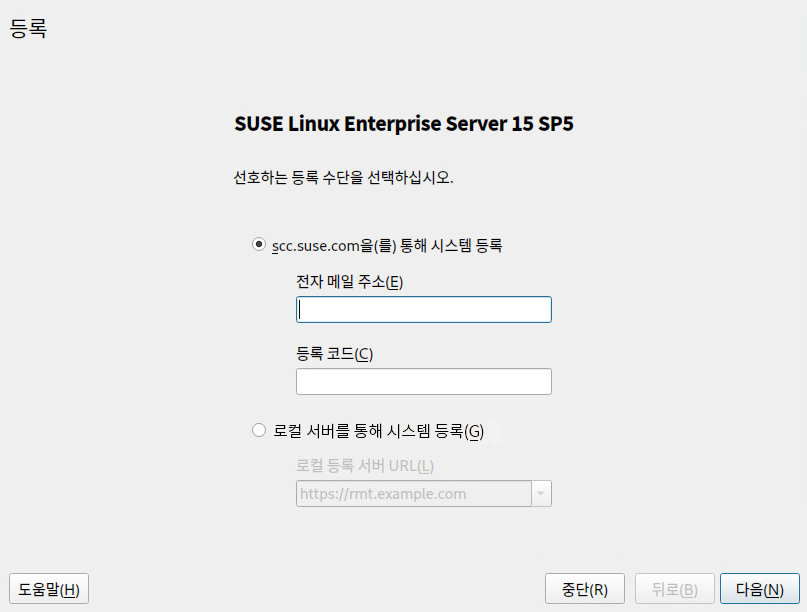 등록
SUSE Linux Enterprise Server 15 SP5
선호하는 등록 수단을 선택하십시오.
scc.suse.com을(를) 통해 시스템 등록
전자 메일 주소(E)
등록 코드(C)
로컬 서버를 통해 시스템 등록(G)
로컬 등록 서버 URL(L)
https://rmt.example.com
도움말(H) 중단(R) 뒤로(B) 다음(N)